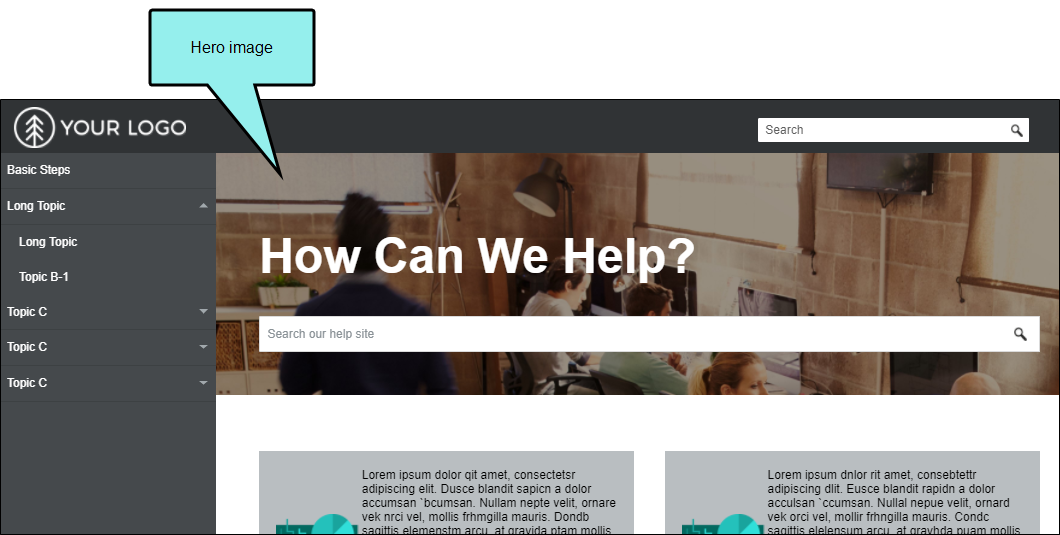 Hero image
YOUR LOGO
Search
Basic Steps
Long Topic
Long Topic
Topic B-1
Topic C
Topic C
Topic C
How Can We Help?
Search our help site
Lorem ipsum dolor qit amet, consectetsr
adipiscing elit. Dusce blandit sapicn a dolor
accumsan `bcumsan. Nullam nepte velit, ornare
vek nrci vel, mollis frhmgilla mauris. Dondb
sagittis elemenstm arcu, at gravida ptam mollis
Lorem ipsum dnlor rit amet, consebtettr
adipiscing dlit. Eusce blandit rapidn a dolor
acculsan `ccumsan. Nullal nepue velit, ornard
vek orci vel, mollir frhngilla mauris. Condc
sagittis elelensum arcu, at grayhda puam mollis